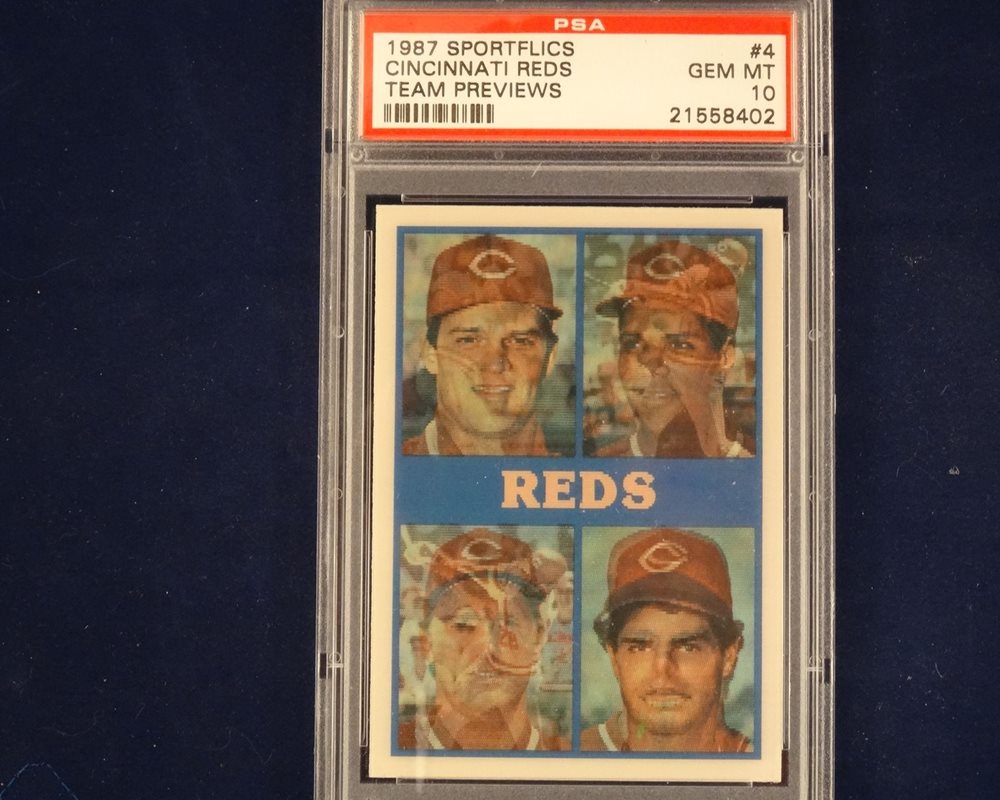 PSA
1987 SPORTFLICS #4
CINCINNATI REDS GEM MT
TEAM PREVIEWS 10
21558402
C
C
REDS
C
C